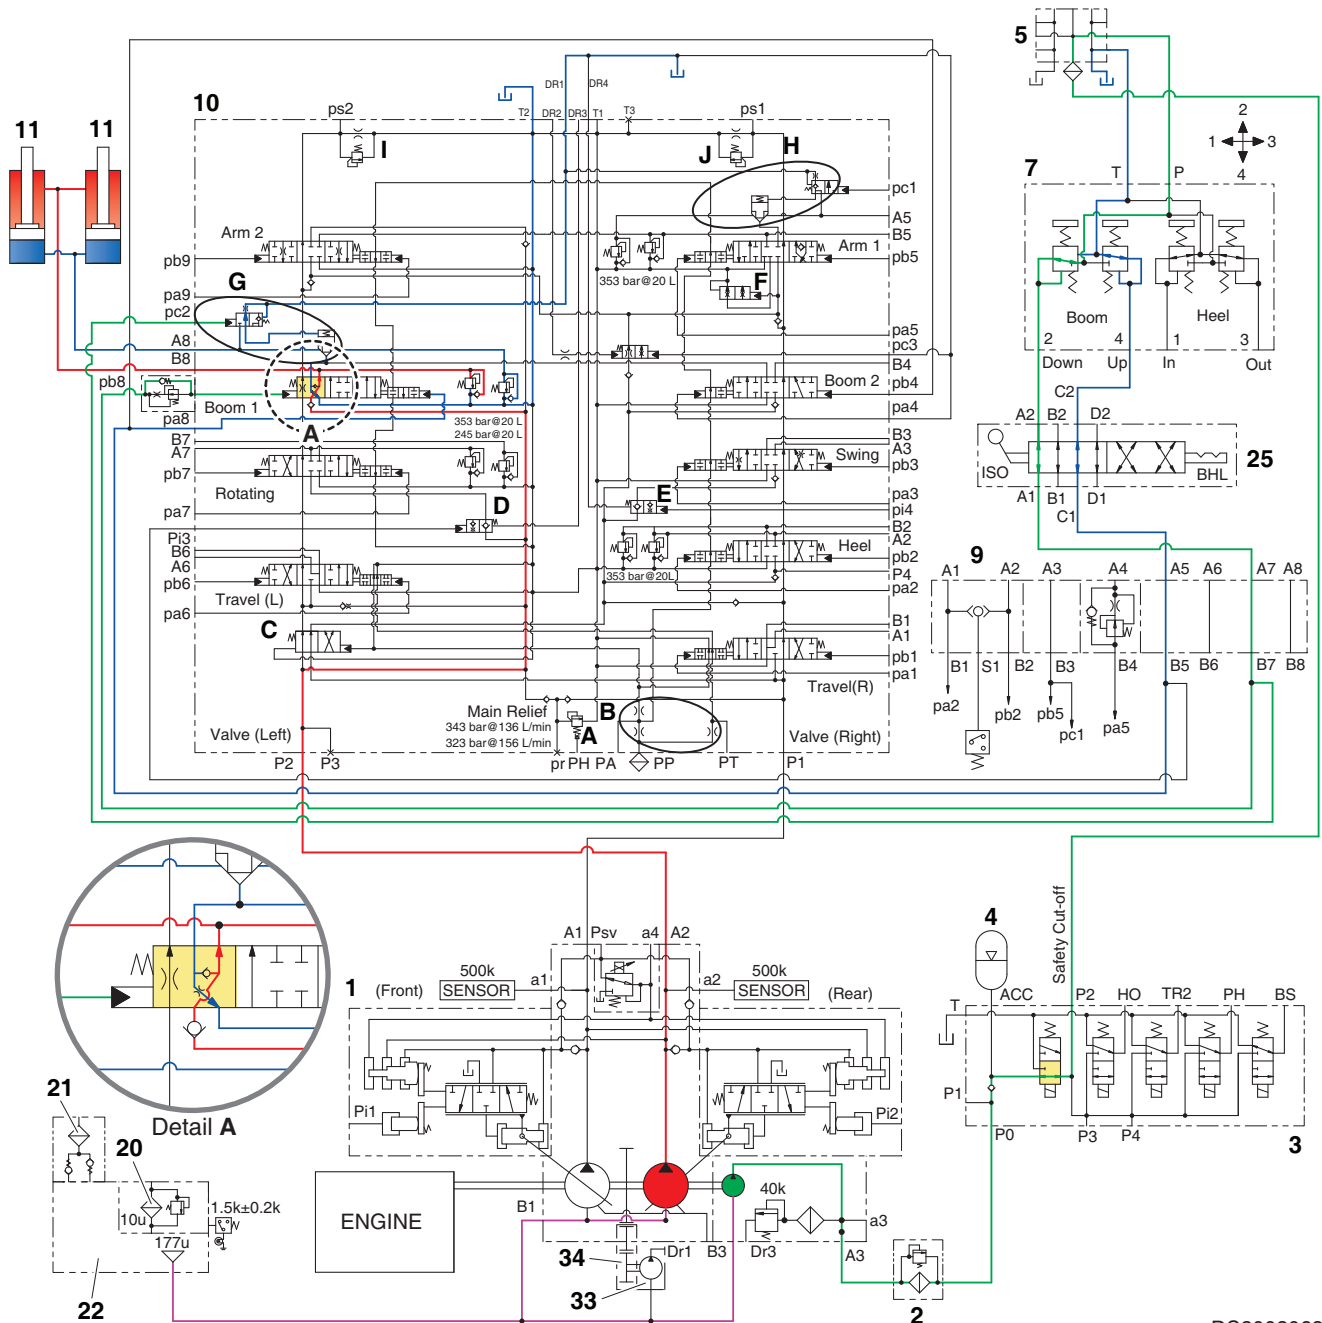 5
2
1 3
4
10
11 11
ps2
I
T2
DR1
DR2
DR3
DR4
T1
T3
ps1
J
H
pc1
A5
B5
Arm 2
Arm 1
pb9
pb5
353 bar@20 L
G
F
pa9
pc2
A8
B8
pa5
pc3
B4
pb8
Boom 1
Boom 2
pb4
pa4
pa8
A
353 bar@20 L
245 bar@20 L
B7
A7
B3
A3
Swing
pb7
pb3
Rotating
pa7
D
E
pa3
pi4
Pi3
B6
A6
B2
A2
Heel
pb6
pb2
353 bar@20L
Travel (L)
P4
pa2
pa6
C
B1
A1
pb1
pa1
Travel(R)
Main Relief
343 bar@136 L/min
323 bar@156 L/min
A
B
Valve (Left)
Valve (Right)
P2 P3 pr PH PA PP PT P1
7
T P
2 4 1 3
Boom Heel
Down Up In Out
C2
A2 B2 D2
25
ISO BHL
A1 B1 D1
C1
9
A1 A2 A3 A4 A5 A6 A7 A8
B1 S1 B2 B3 B4 B5 B6 B7 B8
pa2 pb2 pb5 pc1 pa5
Detail A
21
20
10u
1.5k±0.2k
177u
22
1
(Front)
500k
SENSOR
a1
A1 Psv a4 A2
a2
500k
SENSOR
(Rear)
Pi1
Pi2
ENGINE
B1
B3
40k
Dr3
a3
A3
Dr1
34
33
2
4
Safety Cut-off
T ACC P2 HO TR2 PH BS
P1
P0 P3 P4
3